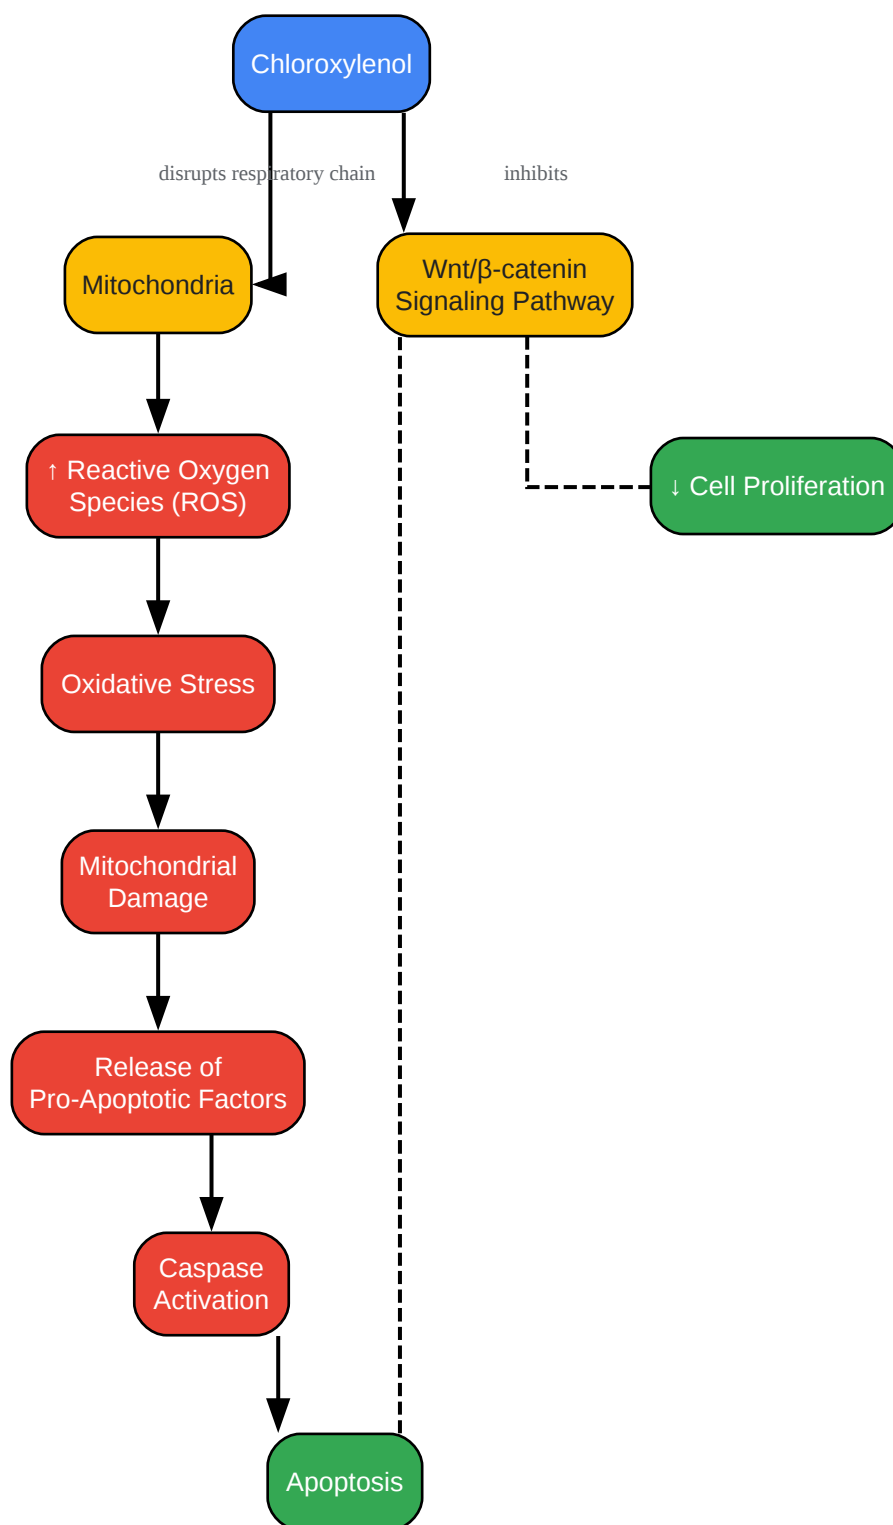 Chloroxylenol
disrupts respiratory chain
inhibits
Mitochondria
Wnt/β-catenin
Signaling Pathway
↑ Reactive Oxygen
Species (ROS)
↓ Cell Proliferation
Oxidative Stress
Mitochondrial
Damage
Release of
Pro-Apoptotic Factors
Caspase
Activation
Apoptosis